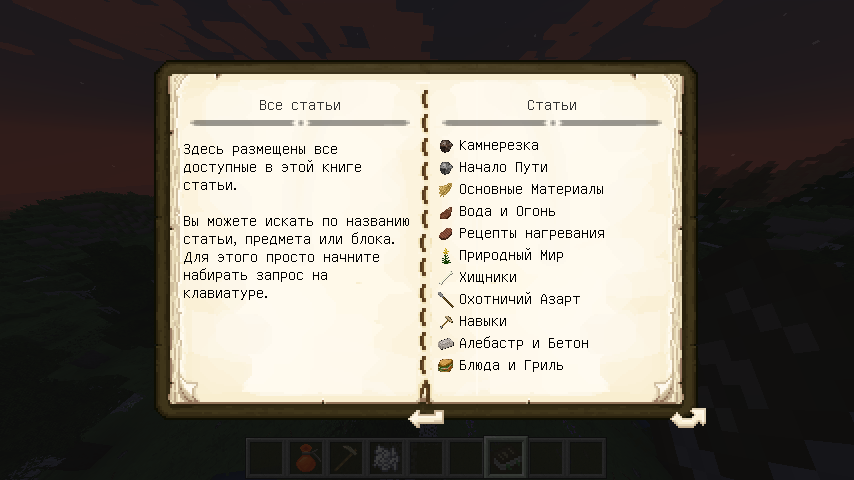 Все статьи
Здесь размещены все
доступные в этой книге
статьи.
Вы можете искать по названию
статьи, предмета или блока.
Для этого просто начните
набирать запрос на
клавиатуре.
Статьи
Камнерезка
Начало Пути
Основные Материалы
Вода и Огонь
Рецепты нагревания
Природный Мир
Хищники
Охотничий Азарт
Навыки
Алебастр и Бетон
Блюда и Гриль